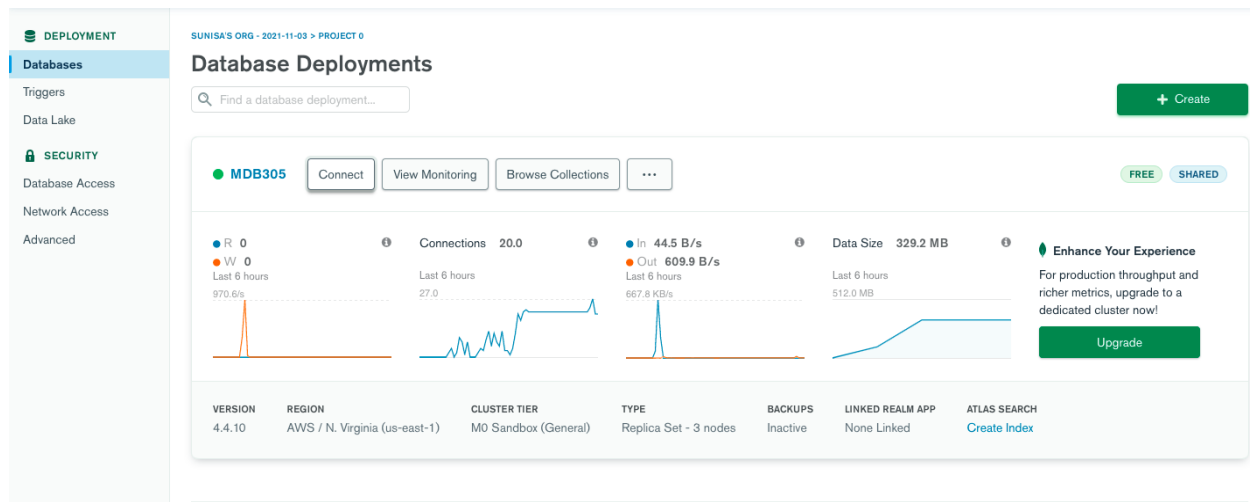 DEPLOYMENT
Databases
Triggers
Data Lake
SECURITY
Database Access
Network Access
Advanced
SUNISA'S ORG - 2021-11-03 > PROJECT 0
Database Deployments
Find a database deployment...
+ Create
MDB305
Connect
View Monitoring
Browse Collections
...
FREE
SHARED
R 0
W 0
Last 6 hours
970.6/s
Connections 20.0
Last 6 hours
27.0
In 44.5 B/s
Out 609.9 B/s
Last 6 hours
667.8 KB/s
Data Size 329.2 MB
Last 6 hours
512.0 MB
Enhance Your Experience
For production throughput and
richer metrics, upgrade to a
dedicated cluster now!
Upgrade
VERSION
4.4.10
REGION
AWS / N. Virginia (us-east-1)
CLUSTER TIER
M0 Sandbox (General)
TYPE
Replica Set - 3 nodes
BACKUPS
Inactive
LINKED REALM APP
None Linked
ATLAS SEARCH
Create Index